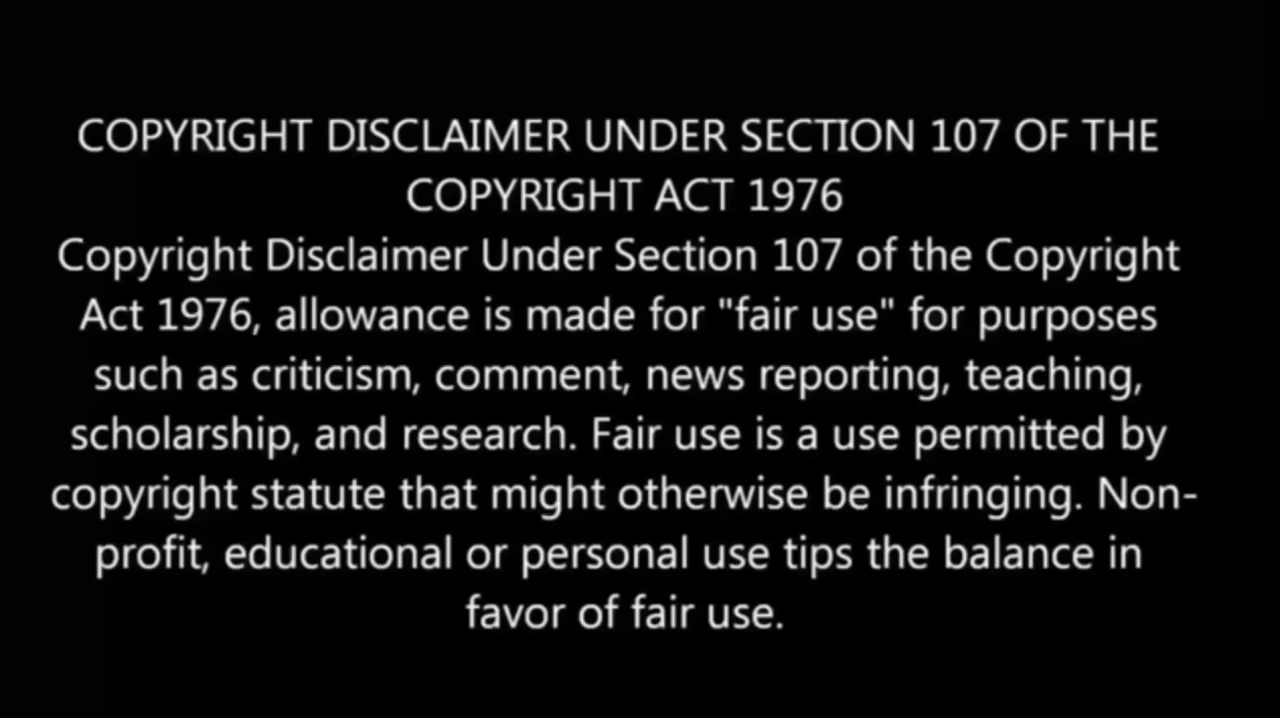 COPYRIGHT DISCLAIMER UNDER SECTION 107 OF THE
COPYRIGHT ACT 1976
Copyright Disclaimer Under Section 107 of the Copyright
Act 1976, allowance is made for "fair use" for purposes
such as criticism, comment, news reporting, teaching,
scholarship, and research. Fair use is a use permitted by
copyright statute that might otherwise be infringing. Non-
profit, educational or personal use tips the balance in
favor of fair use.